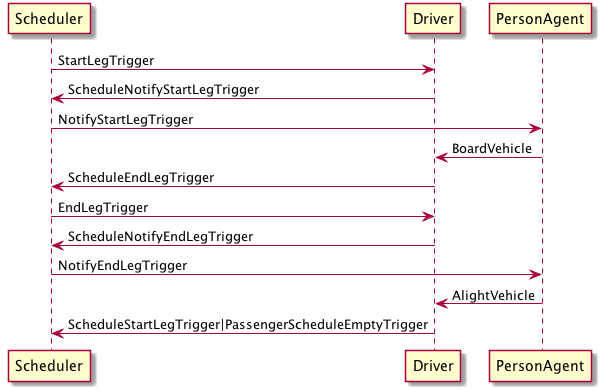 Scheduler Driver PersonAgent
StartLegTrigger
ScheduleNotifyStartLegTrigger
NotifyStartLegTrigger
BoardVehicle
ScheduleEndLegTrigger
EndLegTrigger
ScheduleNotifyEndLegTrigger
NotifyEndLegTrigger
AlightVehicle
ScheduleStartLegTrigger|PassengerScheduleEmptyTrigger
Scheduler Driver PersonAgent